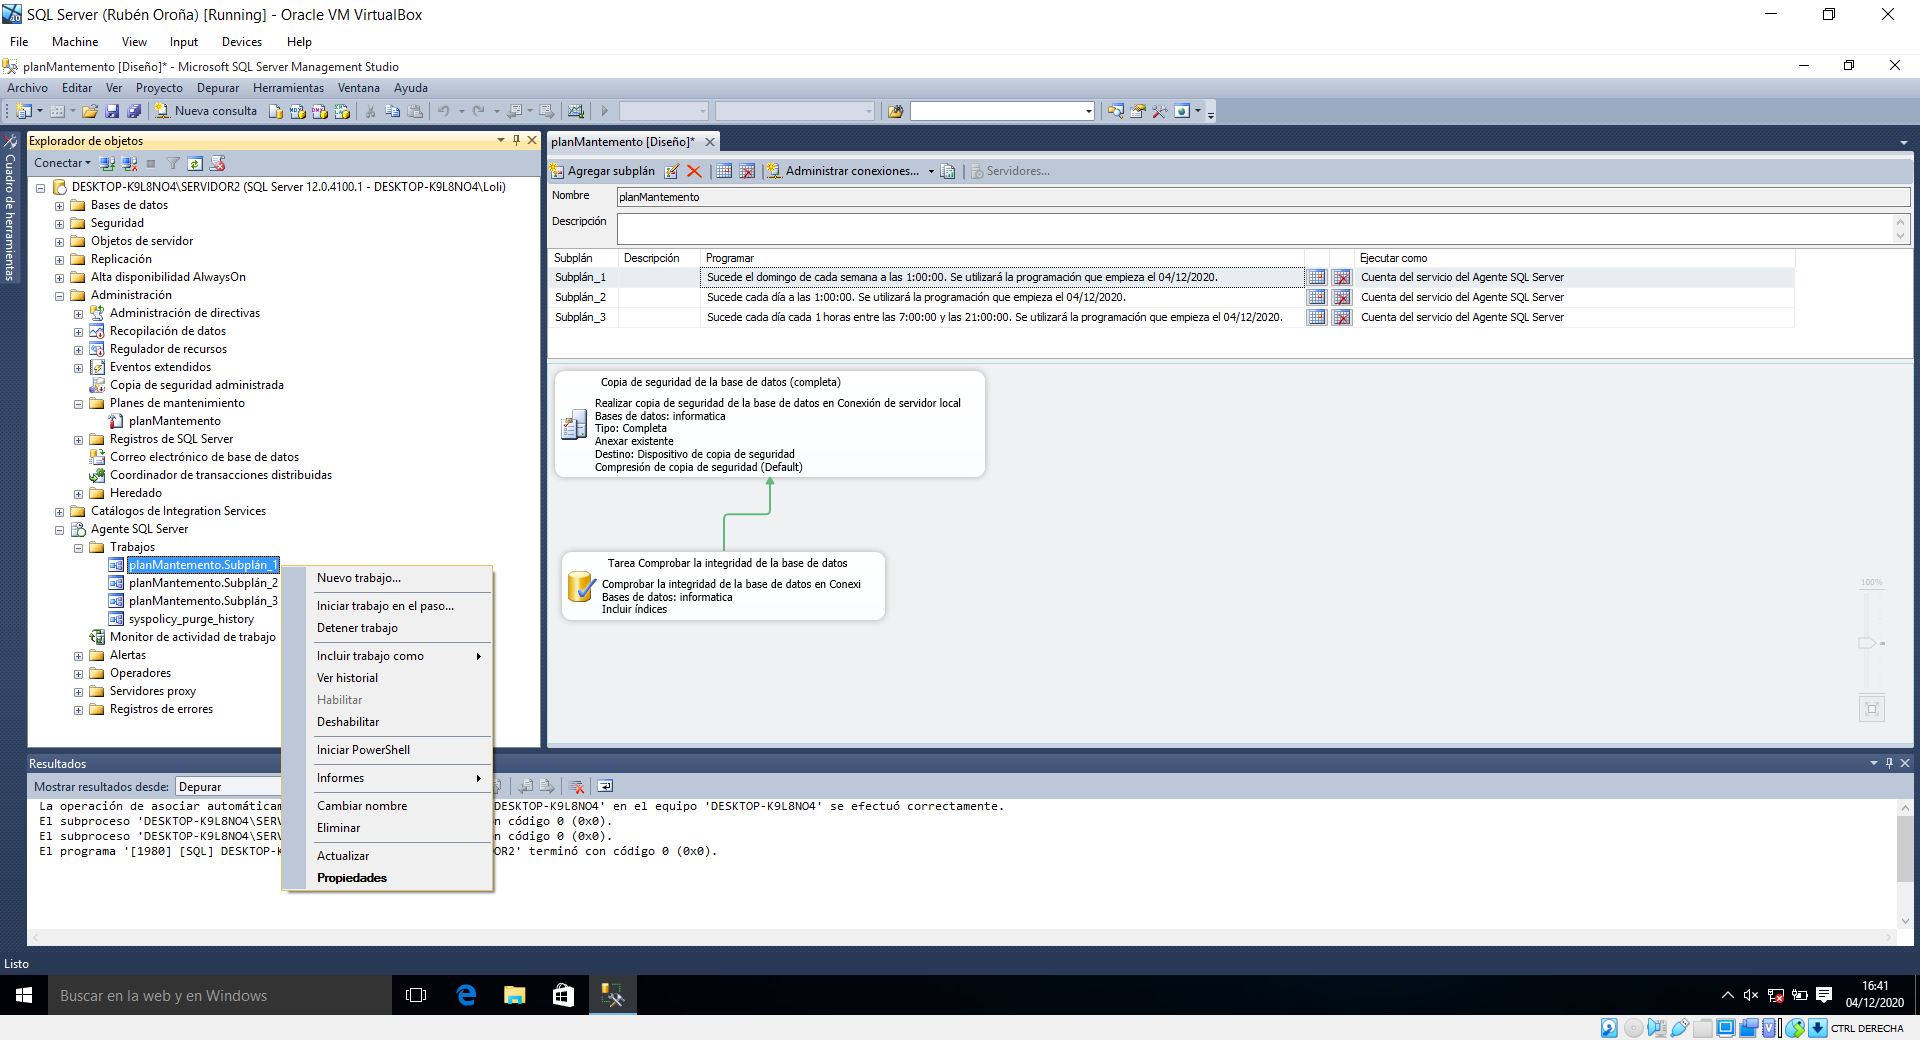 SQL Server (Rubén Oroña) [Running] - Oracle VM VirtualBox
File Machine View Input Devices Help
planMantemento [Diseño]* - Microsoft SQL Server Management Studio
Archivo Editar Ver Proyecto Depurar Herramientas Ventana Ayuda
Nueva consulta
Cuadro de herramientas
Explorador de objetos
Conectar
DESKTOP-K9L8NO4\SERVIDOR2 (SQL Server 12.0.4100.1 - DESKTOP-K9L8NO4\Loli)
Bases de datos
Seguridad
Objetos de servidor
Replicación
Alta disponibilidad AlwaysOn
Administración
Administración de directivas
Recopilación de datos
Regulador de recursos
Eventos extendidos
Copia de seguridad administrada
Planes de mantenimiento
planMantemento
Registros de SQL Server
Correo electrónico de base de datos
Coordinador de transacciones distribuidas
Heredado
Catálogos de Integration Services
Agente SQL Server
Trabajos
planMantemento.Subplán_1
planMantemento.Subplán_2
planMantemento.Subplán_3
syspolicy_purge_history
Monitor de actividad de trabajo
Alertas
Operadores
Servidores proxy
Registros de errores
Nuevo trabajo...
Iniciar trabajo en el paso...
Detener trabajo
Incluir trabajo como
Ver historial
Habilitar
Deshabilitar
Iniciar PowerShell
Informes
Cambiar nombre
Eliminar
Actualizar
Propiedades
planMantemento [Diseño]*
Agregar subplán Administrar conexiones... Servidores...
Nombre planMantemento
Descripción
Subplán Descripción Programar Ejecutar como
Subplán_1 Sucede el domingo de cada semana a las 1:00:00. Se utilizará la programación que empieza el 04/12/2020. Cuenta del servicio del Agente SQL Server
Subplán_2 Sucede cada día a las 1:00:00. Se utilizará la programación que empieza el 04/12/2020. Cuenta del servicio del Agente SQL Server
Subplán_3 Sucede cada día cada 1 horas entre las 7:00:00 y las 21:00:00. Se utilizará la programación que empieza el 04/12/2020. Cuenta del servicio del Agente SQL Server
Copia de seguridad de la base de datos (completa)
Realizar copia de seguridad de la base de datos en Conexión de servidor local
Bases de datos: informatica
Tipo: Completa
Anexar existente
Destino: Dispositivo de copia de seguridad
Compresión de copia de seguridad (Default)
Tarea Comprobar la integridad de la base de datos
Comprobar la integridad de la base de datos en Conexi
Bases de datos: informatica
Incluir índices
100%
Resultados
Mostrar resultados desde: Depurar
La operación de asociar automáticam DESKTOP-K9L8NO4' en el equipo 'DESKTOP-K9L8NO4' se efectuó correctamente.
El subproceso 'DESKTOP-K9L8NO4\SERV n código 0 (0x0).
El subproceso 'DESKTOP-K9L8NO4\SERV n código 0 (0x0).
El programa '[1980] [SQL] DESKTOP-K OR2' terminó con código 0 (0x0).
Listo
Buscar en la web y en Windows
16:41
04/12/2020
CTRL DERECHA